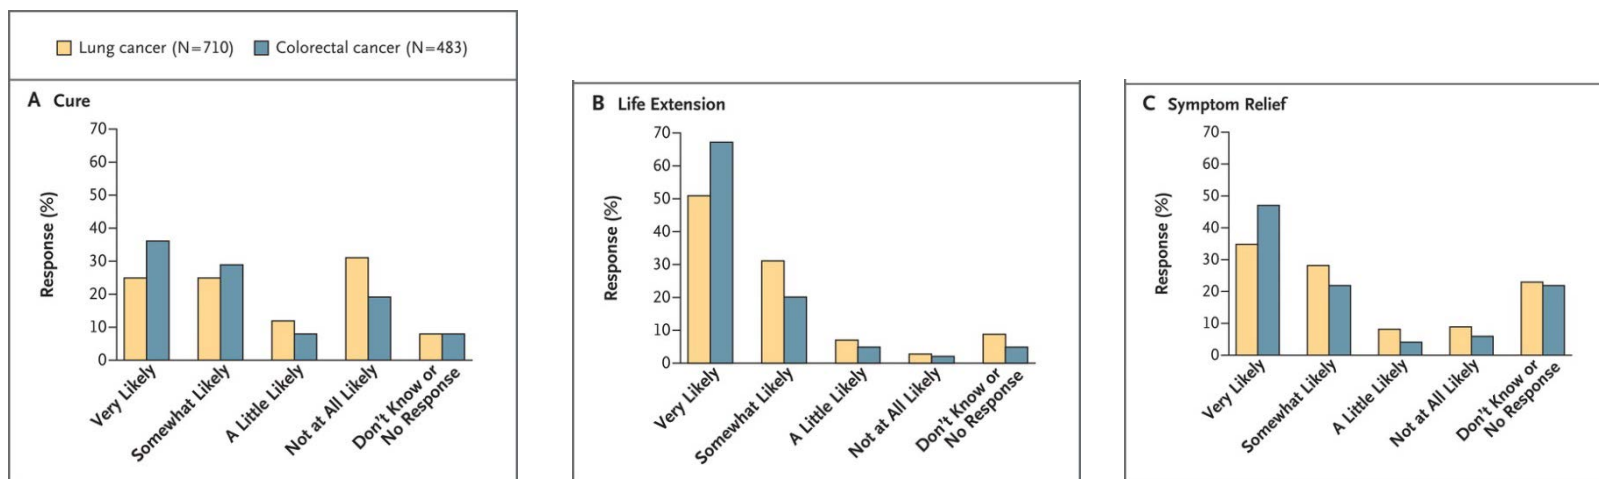 Lung cancer (N=710) Colorectal cancer (N=483)
A Cure
70
60
50
40
30
20
10
0
Response (%)
Very Likely
Somewhat Likely
A Little Likely
Not at All Likely
Don't Know or
No Response
B Life Extension
70
60
50
40
30
20
10
0
Response (%)
Very Likely
Somewhat Likely
A Little Likely
Not at All Likely
Don't Know or
No Response
C Symptom Relief
70
60
50
40
30
20
10
0
Response (%)
Very Likely
Somewhat Likely
A Little Likely
Not at All Likely
Don't Know or
No Response